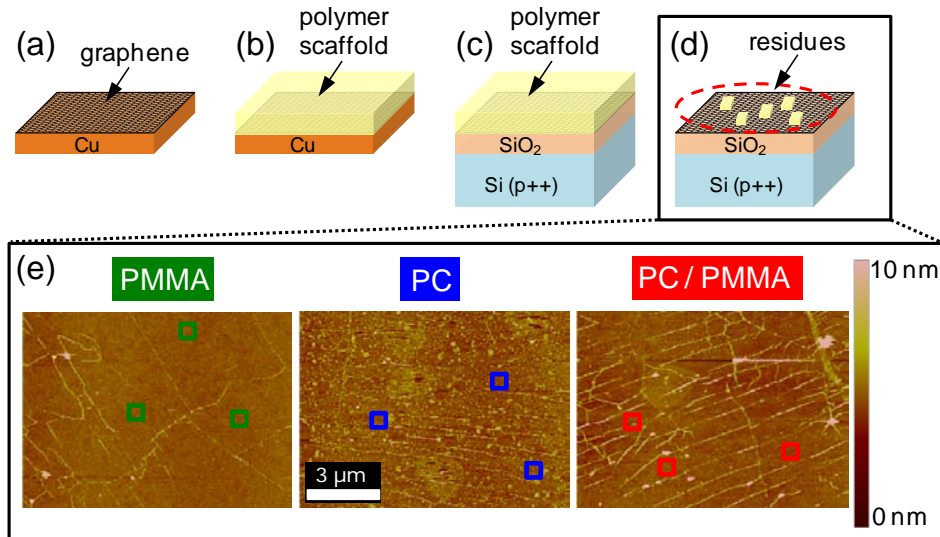 (a)
graphene
Cu
(b)
polymer
scaffold
Cu
(c)
polymer
scaffold
SiO2
Si (p++)
(d)
residues
SiO2
Si (p++)
(e)
PMMA
PC
PC / PMMA
10 nm
3 µm
0 nm